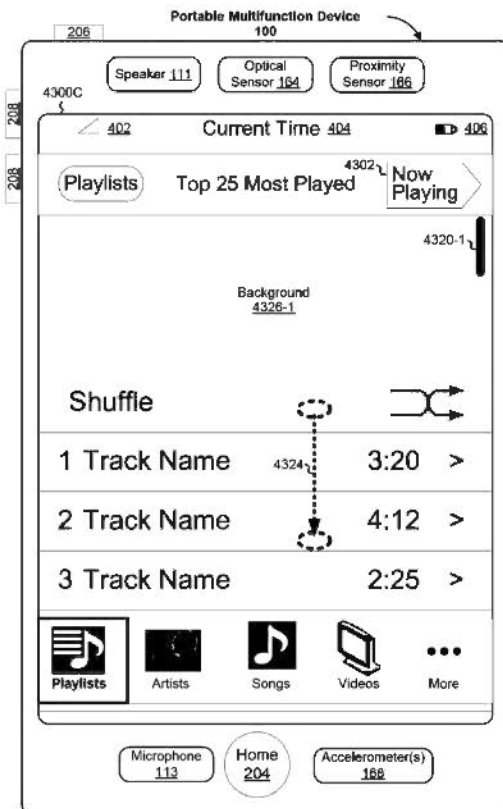 Portable Multifunction Device
100
206
Speaker 111
Optical
Sensor 164
Proximity
Sensor 166
208
4300C
402
Current Time 404
406
208
Playlists
Top 25 Most Played
4302
Now
Playing
4320-1
Background
4326-1
Shuffle
1 Track Name
4324
3:20 >
2 Track Name
4:12 >
3 Track Name
2:25 >
Playlists
Artists
Songs
Videos
More
Microphone
113
Home
204
Accelerometer(s)
168